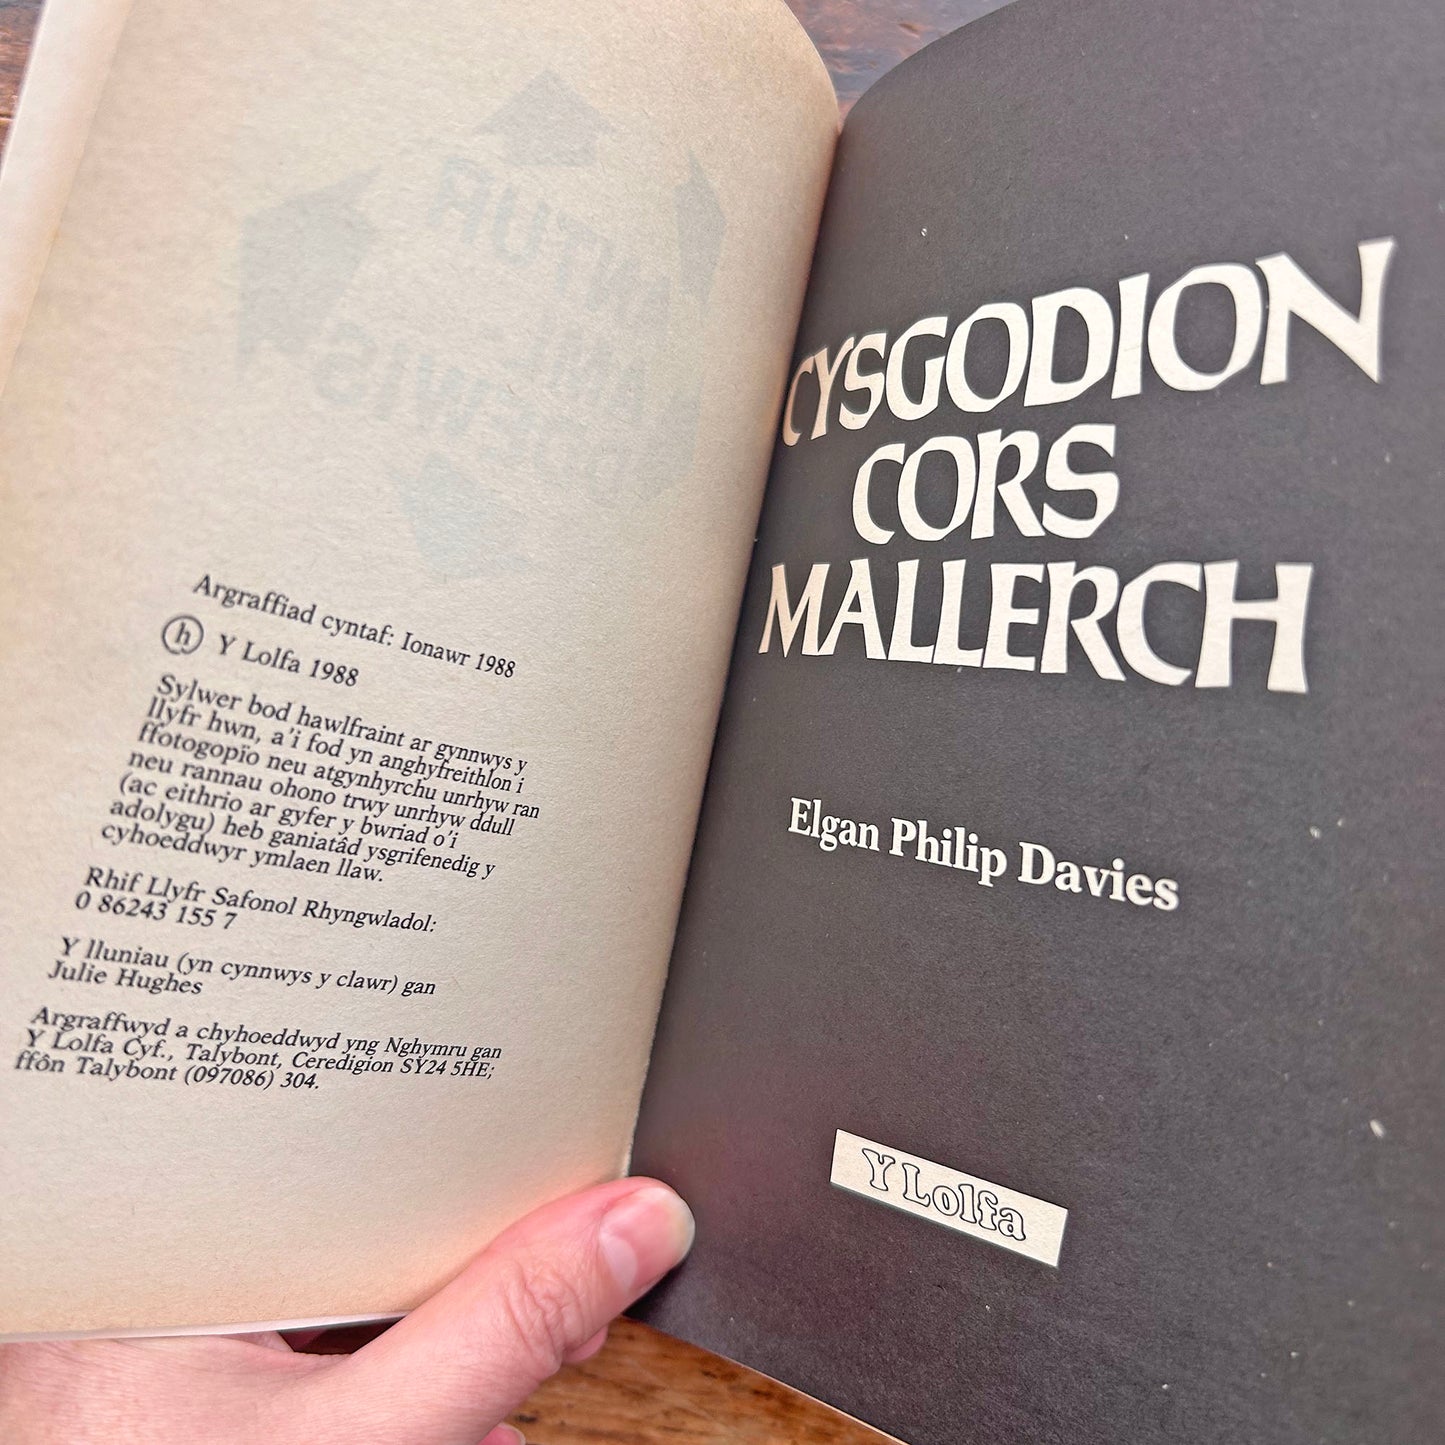 Argraffiad cyntaf: Ionawr 1988
ⓗ Y Lolfa 1988
Sylwer bod hawlfraint ar gynnwys y
llyfr hwn, a'i fod yn anghyfreithlon i
ffotogopïo neu atgynhyrchu unrhyw ran
neu rannau ohono trwy unrhyw ddull
(ac eithrio ar gyfer y bwriad o'i
adolygu) heb ganiatâd ysgrifenedig y
cyhoeddwyr ymlaen llaw.
Rhif Llyfr Safonol Rhyngwladol:
0 86243 155 7
Y lluniau (yn cynnwys y clawr) gan
Julie Hughes
Argraffwyd a chyhoeddwyd yng Nghymru gan
Y Lolfa Cyf., Talybont, Ceredigion SY24 5HE;
ffôn Talybont (097086) 304.
CYSGODION
CORS
MALLERCH
Elgan Philip Davies
Y Lolfa